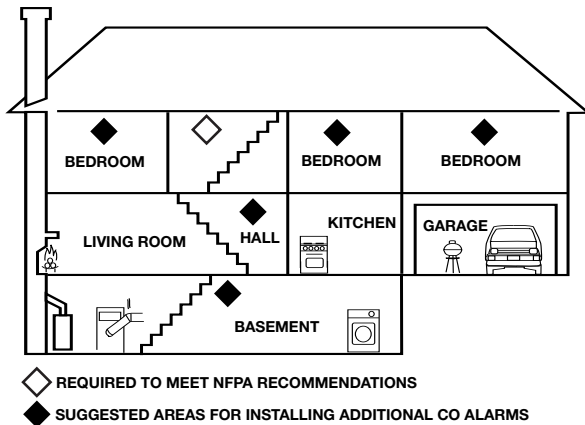 BEDROOM
BEDROOM
BEDROOM
LIVING ROOM
HALL
KITCHEN
GARAGE
BASEMENT
REQUIRED TO MEET NFPA RECOMMENDATIONS
SUGGESTED AREAS FOR INSTALLING ADDITIONAL CO ALARMS